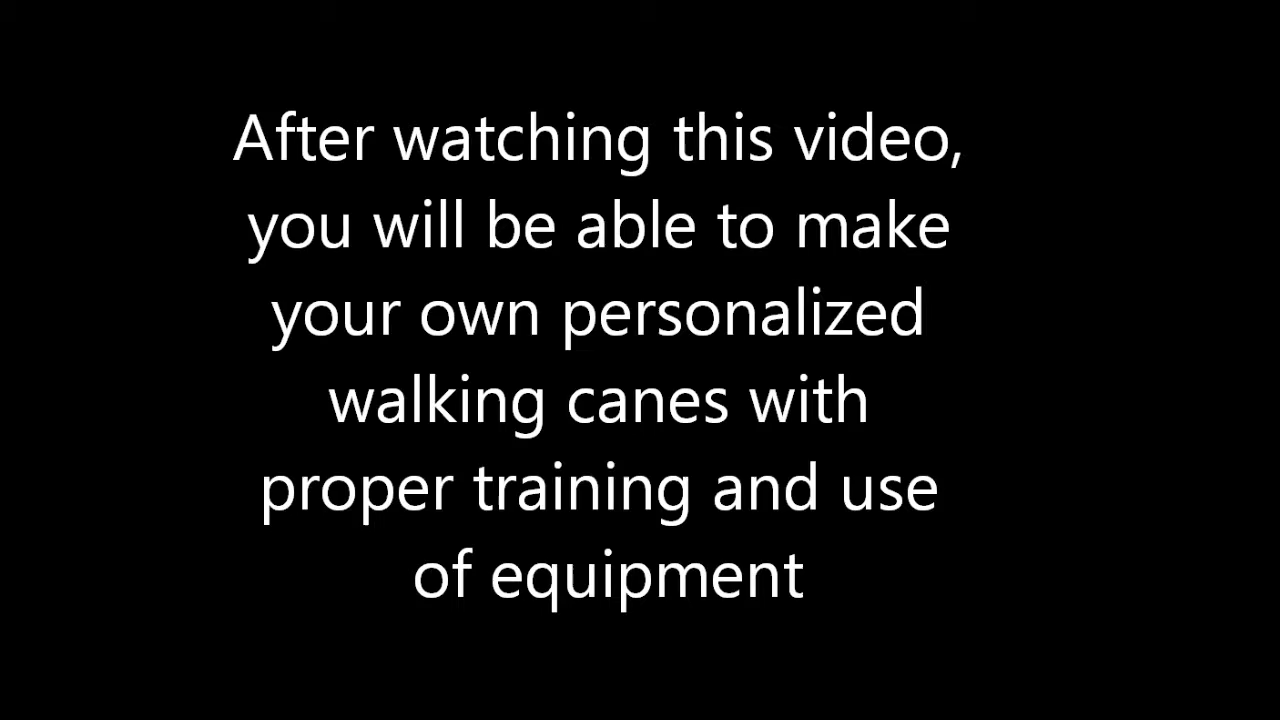 After watching this video,
you will be able to make
your own personalized
walking canes with
proper training and use
of equipment